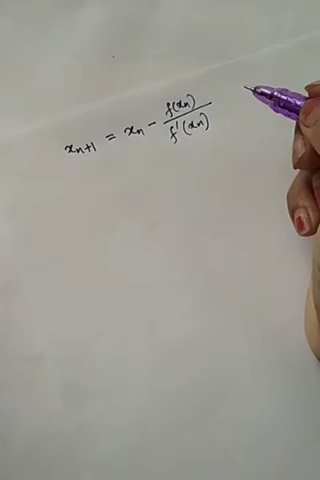 xₙ₊₁ = xₙ - f(xₙ) / f'(xₙ)